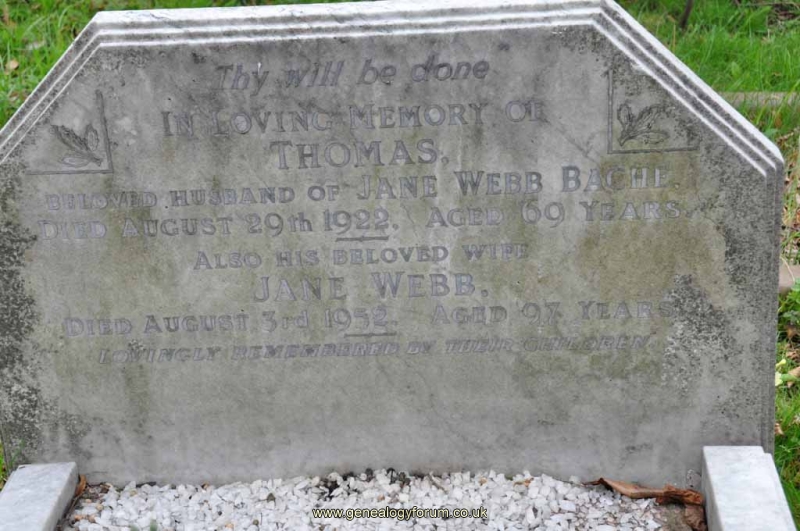 Thy will be done
IN LOVING MEMORY OF
THOMAS,
BELOVED HUSBAND OF JANE WEBB BACHE.
DIED AUGUST 29TH 1922. AGED 69 YEARS.
ALSO HIS BELOVED WIFE
JANE WEBB.
DIED AUGUST 3rd 1952. AGED 97 YEARS.
LOVINGLY REMEMBERED BY THEIR CHILDREN
www.genealogyforum.co.uk